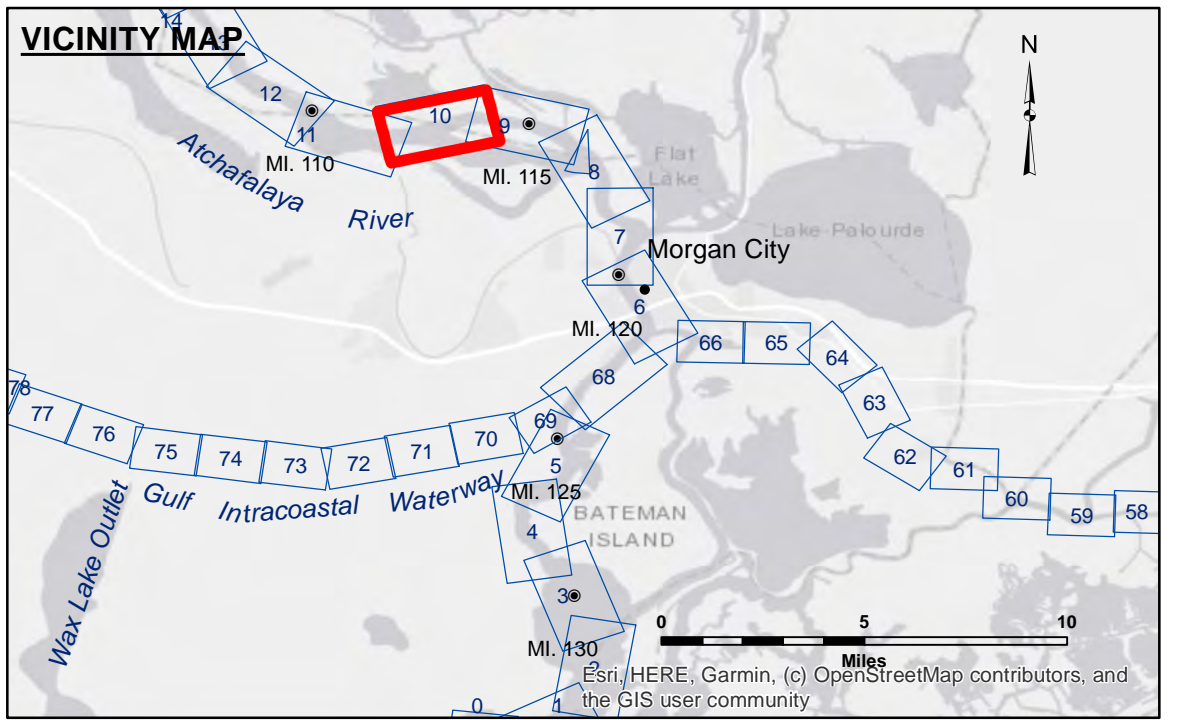 VICINITY MAP
N
14
13
12
11
10
9
8
MI. 110
MI. 115
Atchafalaya River
Flat
Lake
Lake Palourde
7
Morgan City
6
MI. 120
66
65
64
63
68
69
78
77
76
75
74
73
72
71
70
62
61
60
59
58
5
MI. 125
Gulf Intracoastal Waterway
Wax Lake Outlet
BATEMAN
ISLAND
4
3
MI. 130
2
1
0
0 5 10
Miles
Esri, HERE, Garmin, (c) OpenStreetMap contributors, and
the GIS user community